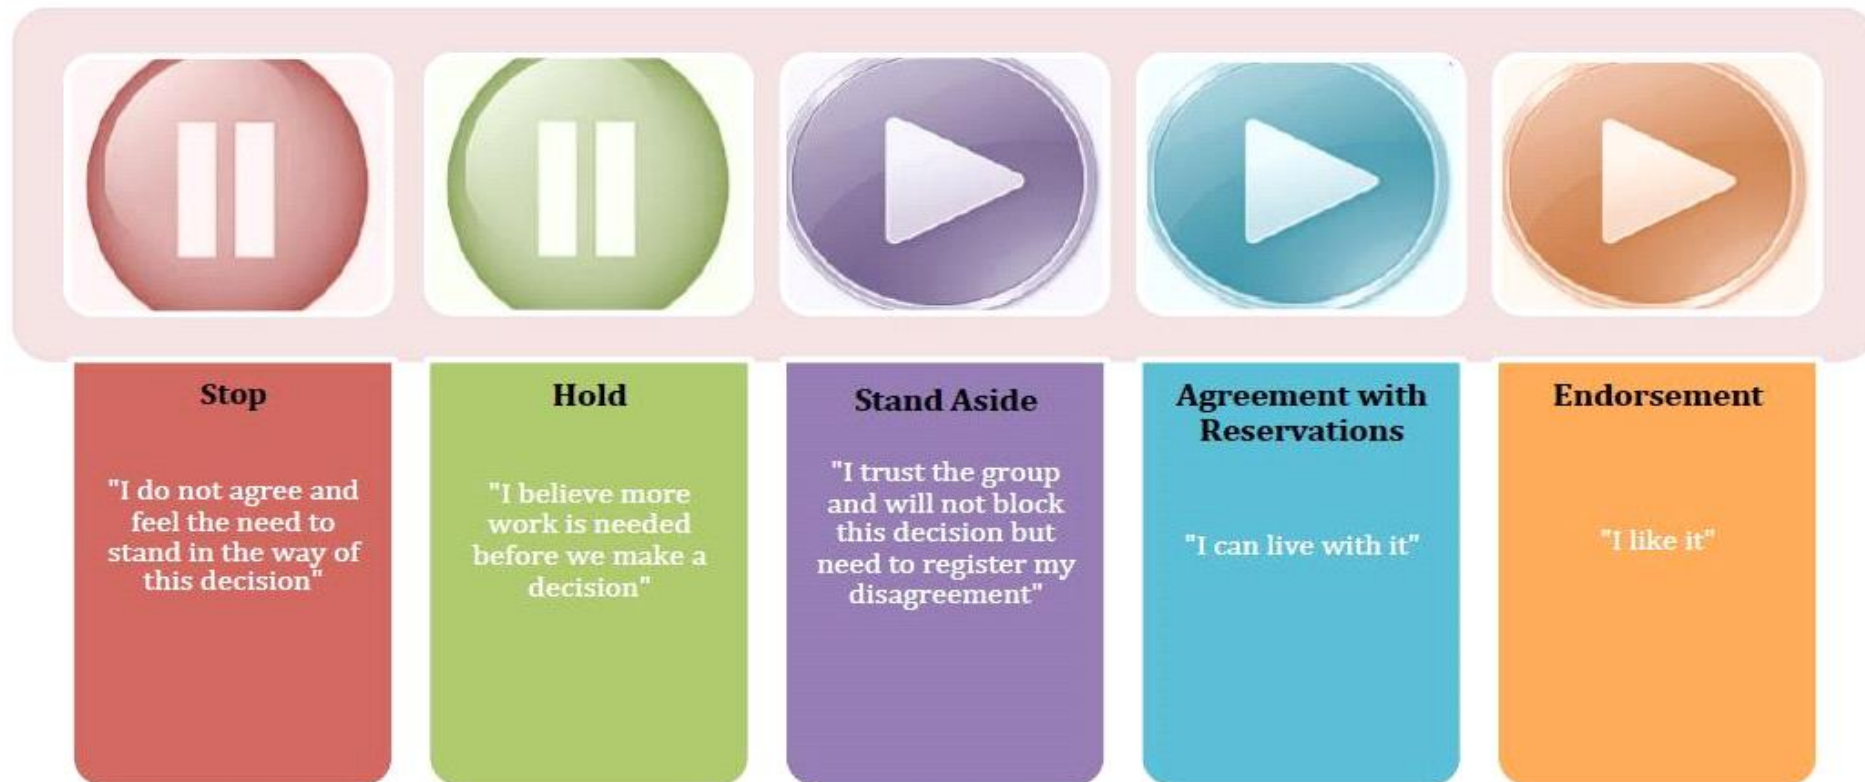 Stop
"I do not agree and
feel the need to
stand in the way of
this decision"
Hold
"I believe more
work is needed
before we make a
decision"
Stand Aside
"I trust the group
and will not block
this decision but
need to register my
disagreement"
Agreement with
Reservations
"I can live with it"
Endorsement
"I like it"